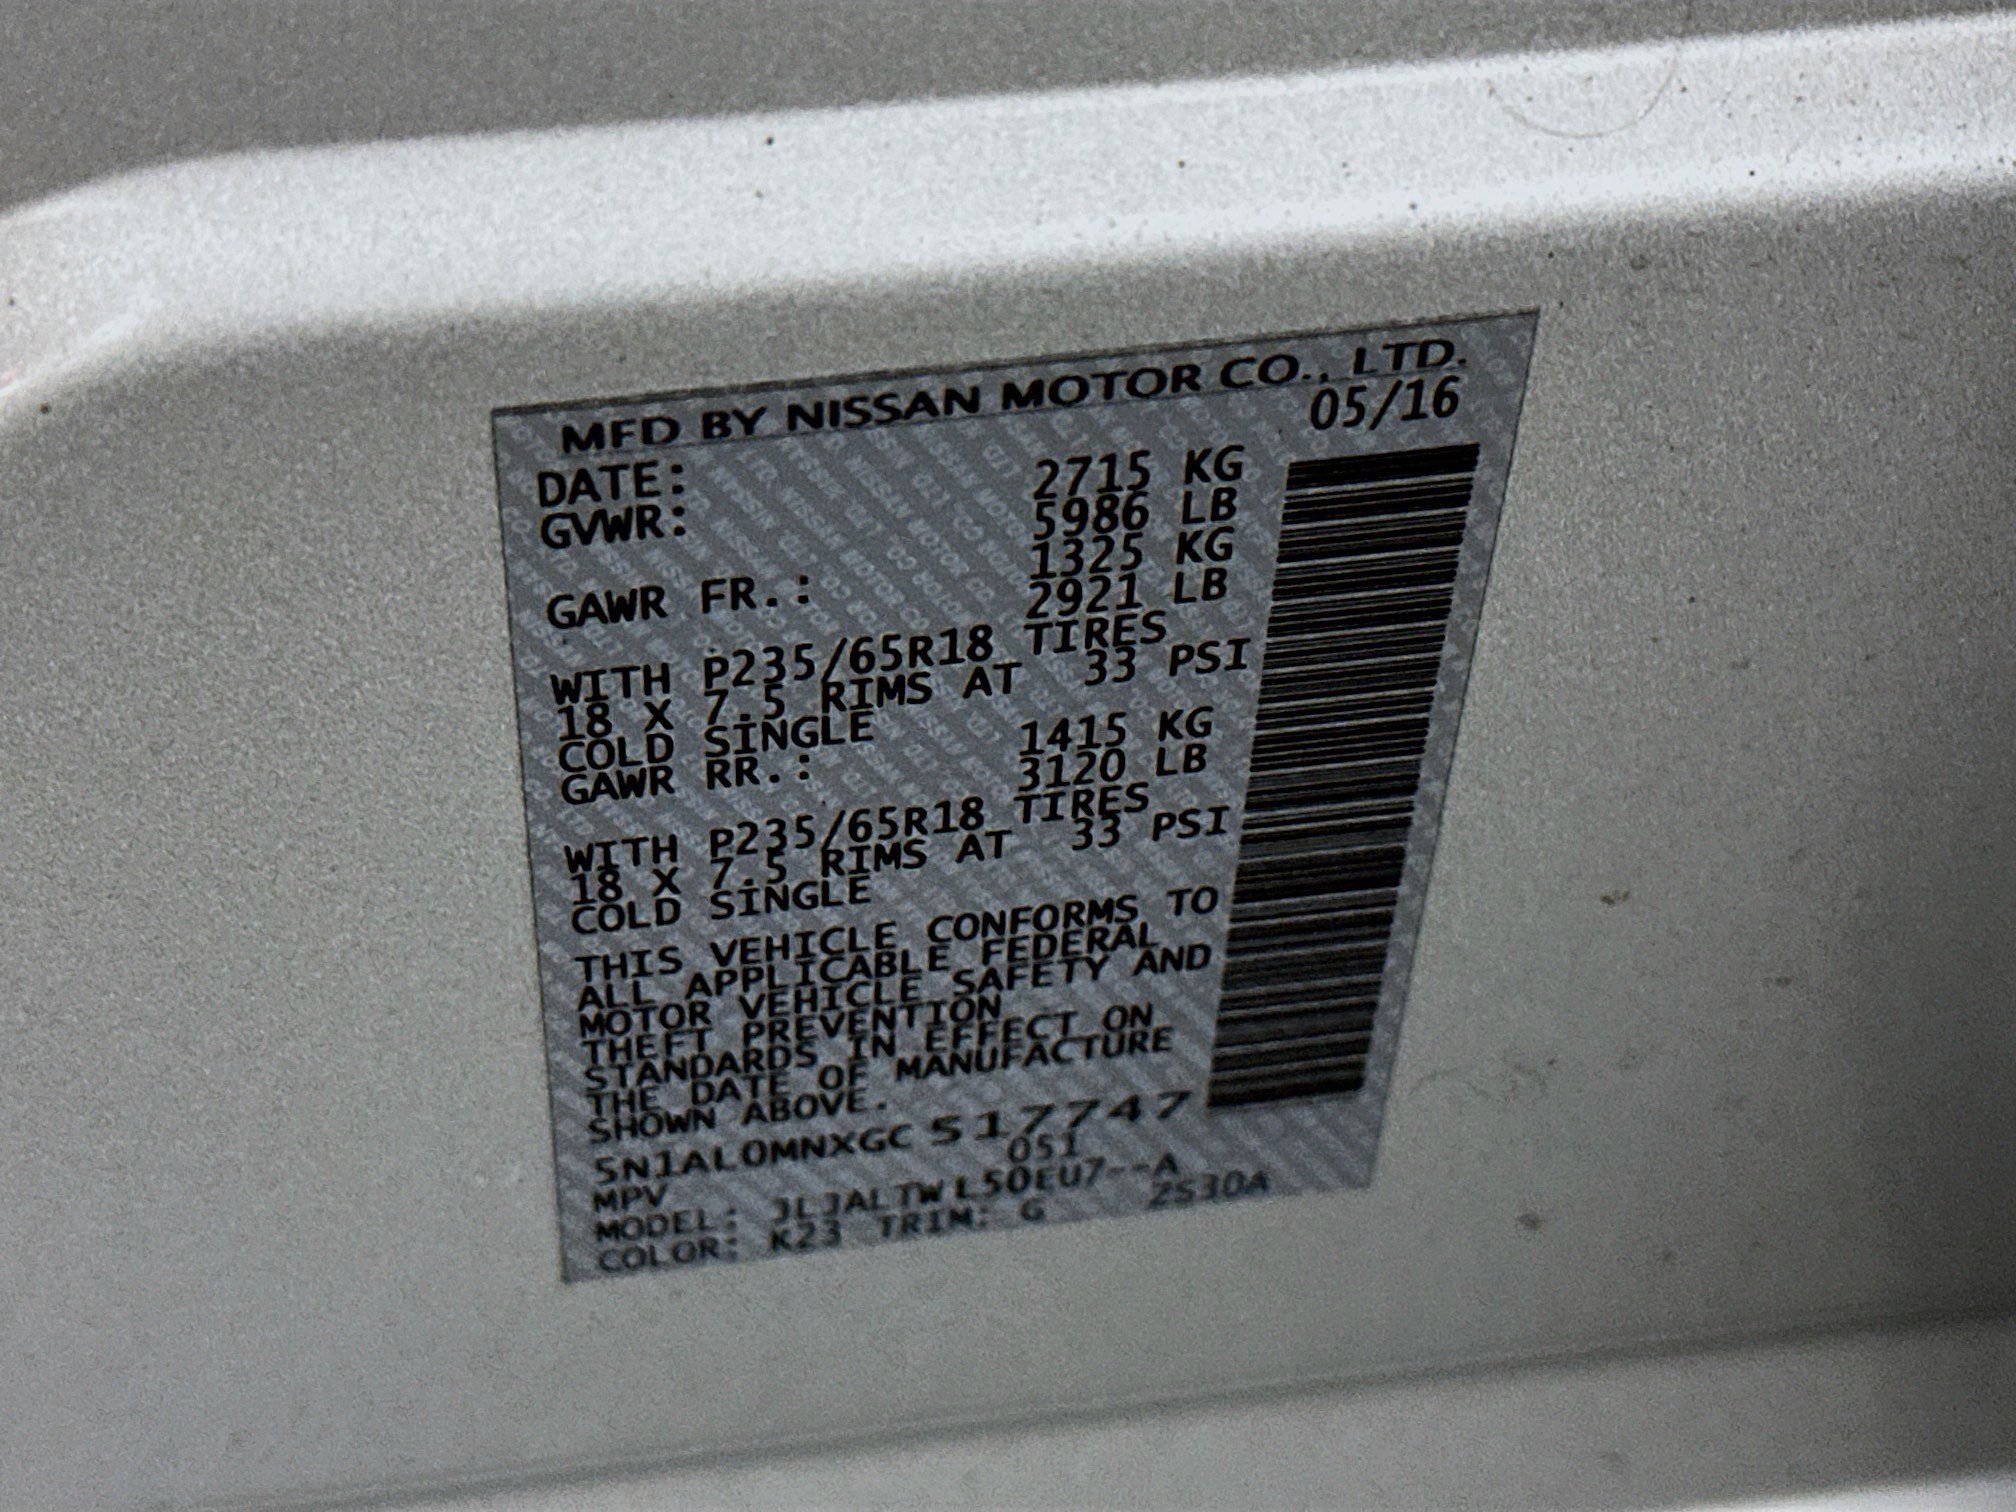 MFD BY NISSAN MOTOR CO., LTD.
DATE: 05/16
GVWR: 2715 KG
5986 LB
GAWR FR.: 1325 KG
2921 LB
WITH P235/65R18 TIRES
18 X 7.5 RIMS AT 33 PSI
COLD SINGLE
GAWR RR.: 1415 KG
3120 LB
WITH P235/65R18 TIRES
18 X 7.5 RIMS AT 33 PSI
COLD SINGLE
THIS VEHICLE CONFORMS TO
ALL APPLICABLE FEDERAL
MOTOR VEHICLE SAFETY AND
THEFT PREVENTION
STANDARDS IN EFFECT ON
THE DATE OF MANUFACTURE
SHOWN ABOVE.
5N1AL0MNXGC517747
MPV 051
MODEL: JLJALTWL50EU7--A
COLOR: K23 TRIM: G ZS30A